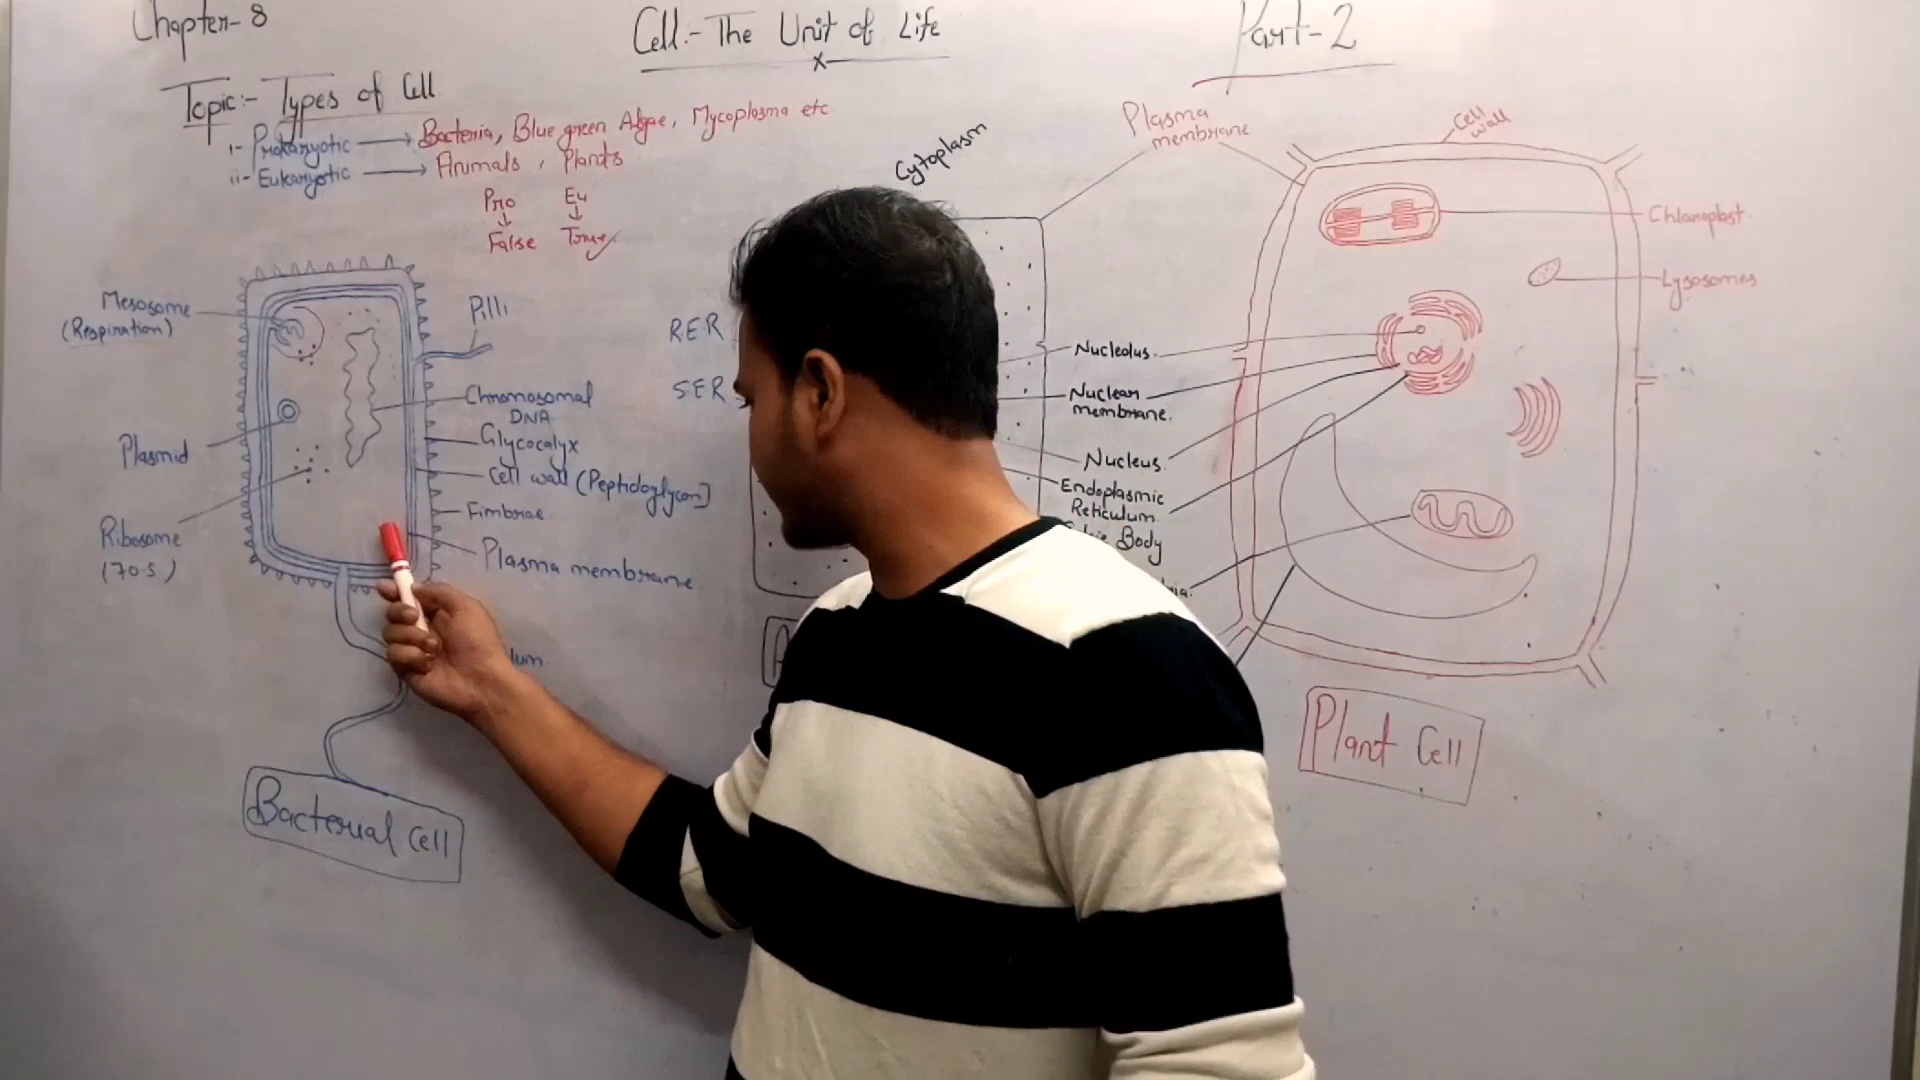 Chapter-8
Cell:- The Unit of Life
x
Part-2
Topic:- Types of Cell
i- Prokaryotic → Bacteria, Blue green Algae, Mycoplasma etc
ii- Eukaryotic → Animals, Plants
Pro Eu
↓ ↓
False True
Mesosome
(Respiration)
Plasmid
Ribosome
(70-S)
Pilli
Chromosomal
DNA
Glycocalyx
Cell wall (Peptidoglycan)
Fimbrae
Plasma membrane
lum
Bacterial Cell
Cytoplasm
R.E.R
S.E.R
Plasma
membrane
Nucleolus
Nuclear
membrane.
Nucleus.
Endoplasmic
Reticulum
Body
A
Cell
wall
Chloroplast
Lysosomes
Plant Cell